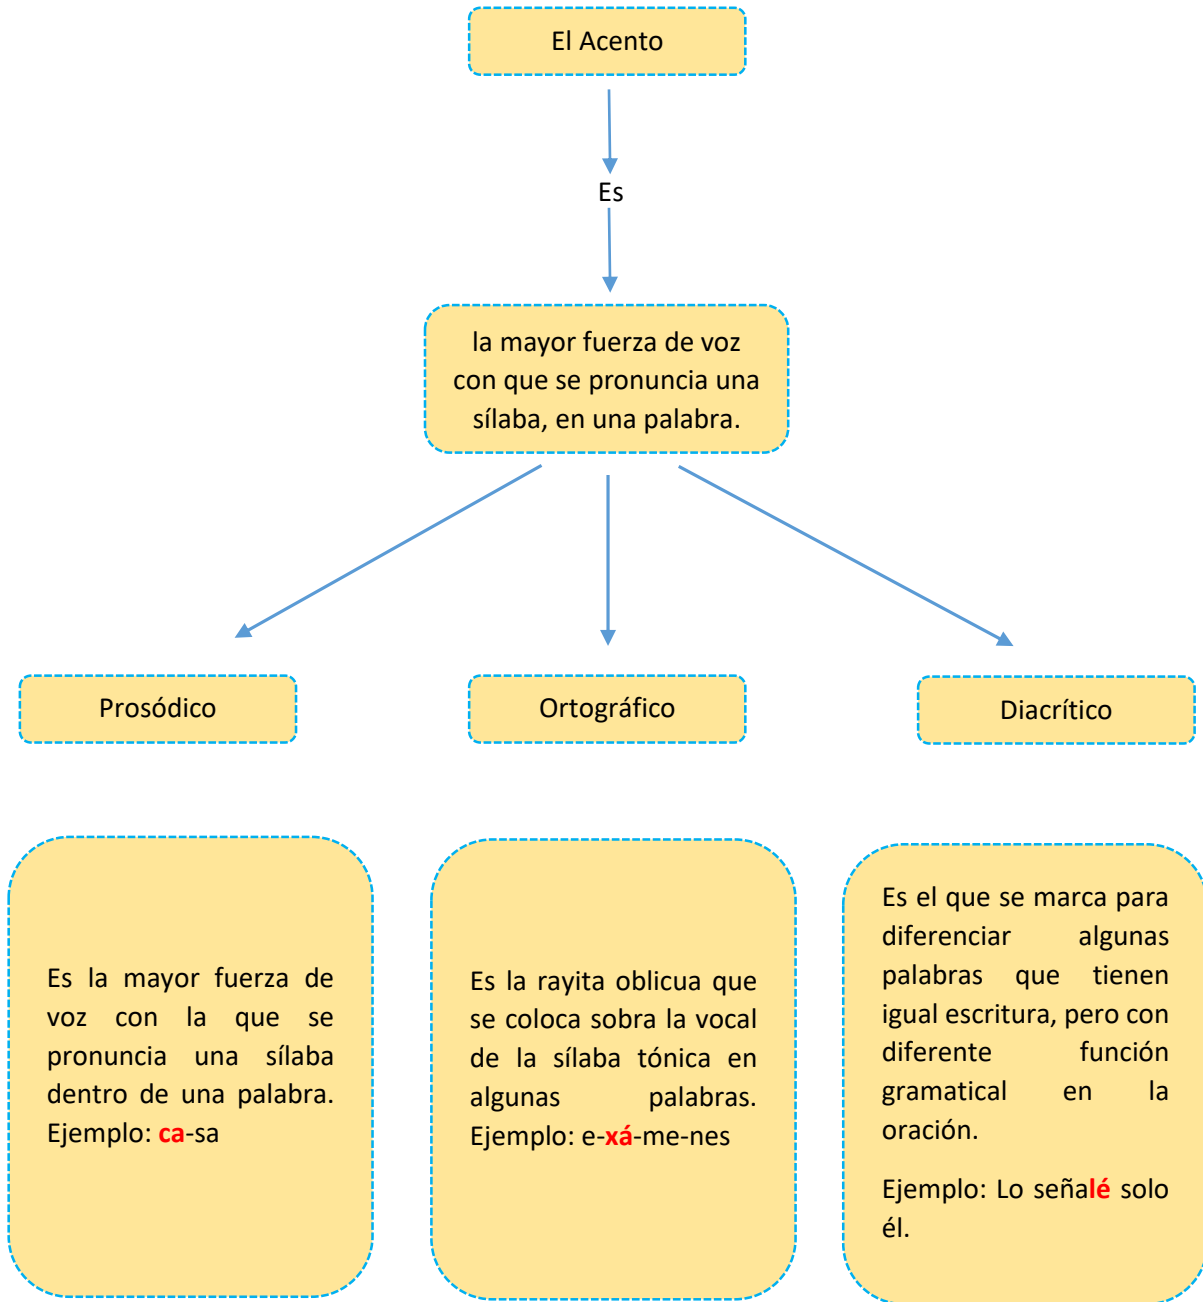 El Acento
Es
la mayor fuerza de voz
con que se pronuncia una
sílaba, en una palabra.
Prosódico
Ortográfico
Diacrítico
Es la mayor fuerza de
voz con la que se
pronuncia una sílaba
dentro de una palabra.
Ejemplo: ca-sa
Es la rayita oblicua que
se coloca sobra la vocal
de la sílaba tónica en
algunas palabras.
Ejemplo: e-xá-me-nes
Es el que se marca para
diferenciar algunas
palabras que tienen
igual escritura, pero con
diferente función
gramatical en la
oración.
Ejemplo: Lo señalé solo
él.